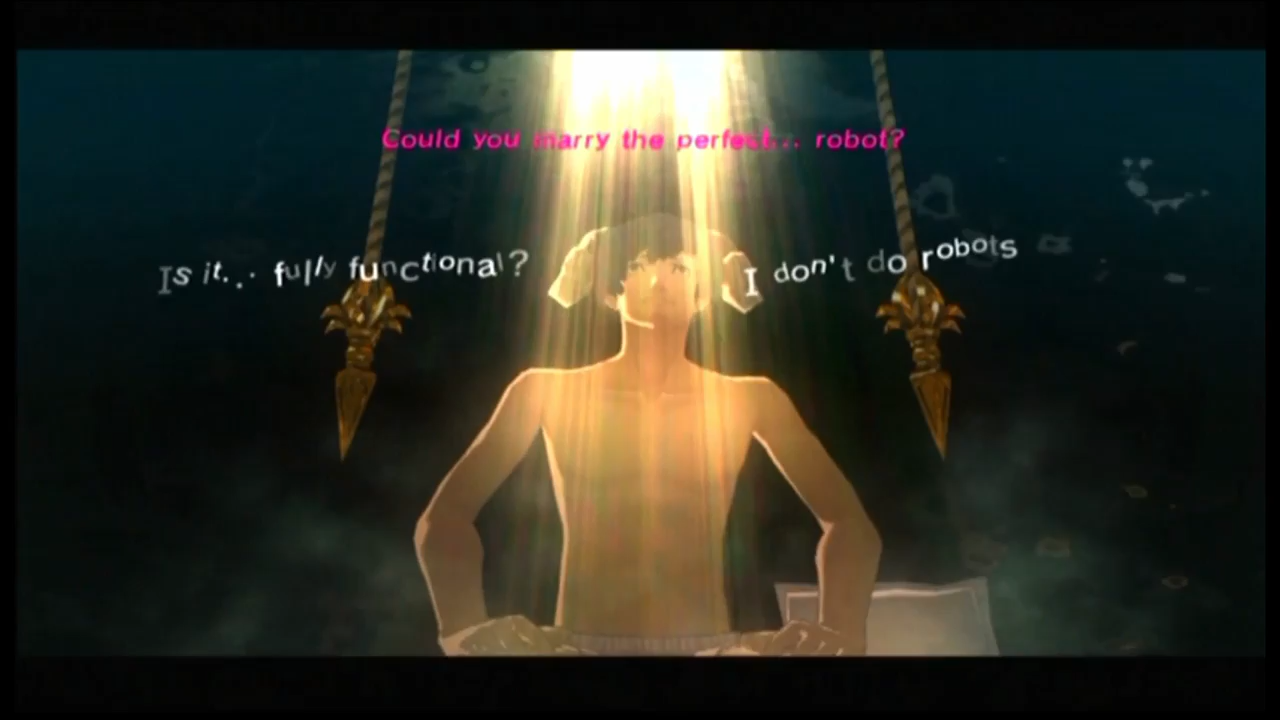 Could you marry the perfect... robot?
Is it... fully functional?
I don't do robots